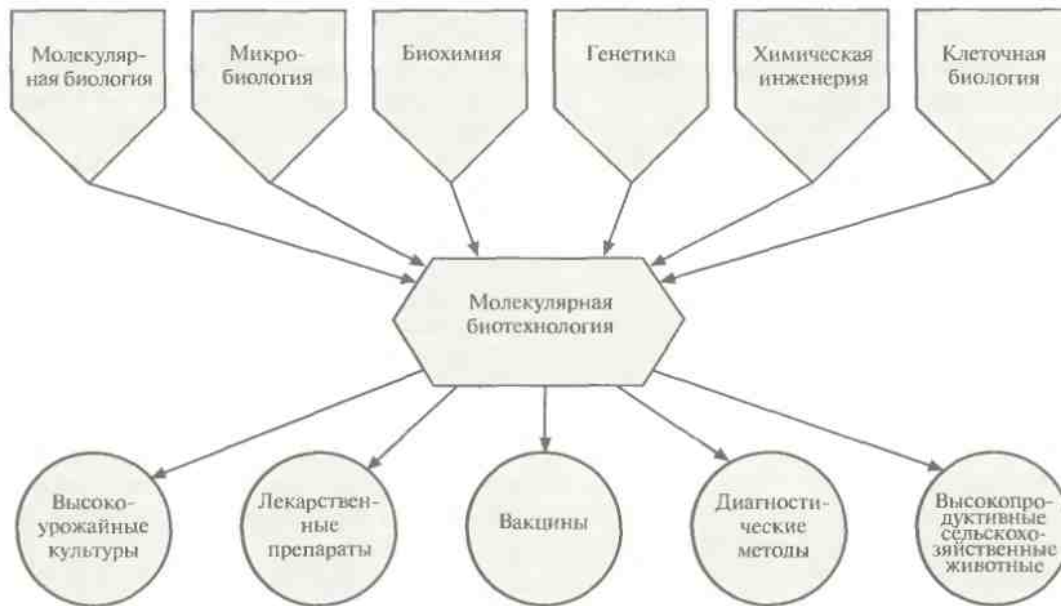 Молекуляр-
ная биология
Микро-
биология
Биохимия
Генетика
Химическая
инженерия
Клеточная
биология
Молекулярная
биотехнология
Высоко-
урожайные
культуры
Лекарствен-
ные
препараты
Вакцины
Диагности-
ческие
методы
Высокопро-
дуктивные
сельскохо-
зяйственные
животные